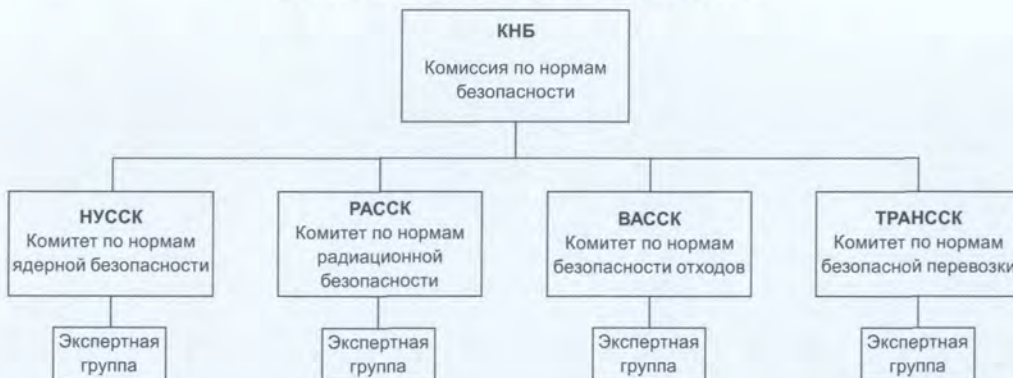 КНБ
Комиссия по нормам
безопасности
НУССК
Комитет по нормам
ядерной безопасности
РАССК
Комитет по нормам
радиационной
безопасности
ВАССК
Комитет по нормам
безопасности отходов
ТРАНССК
Комитет по нормам
безопасной перевозки
Экспертная
группа
Экспертная
группа
Экспертная
группа
Экспертная
группа